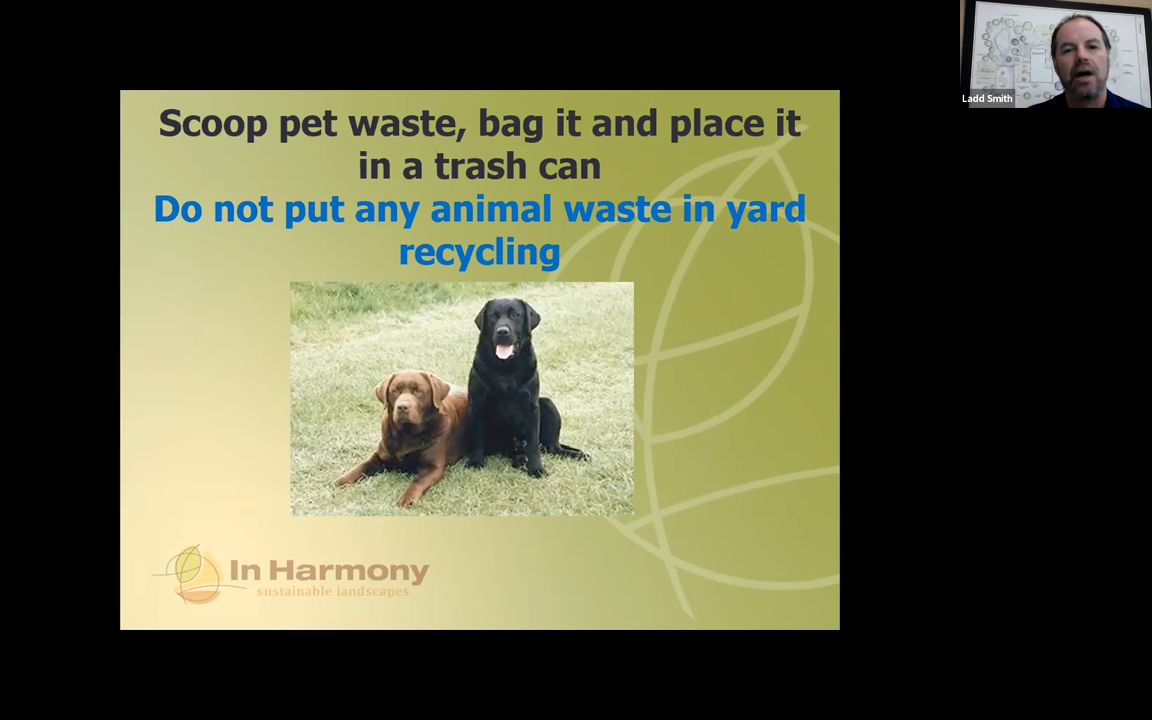 Ladd Smith
Scoop pet waste, bag it and place it
in a trash can
Do not put any animal waste in yard
recycling
In Harmony
sustainable landscapes